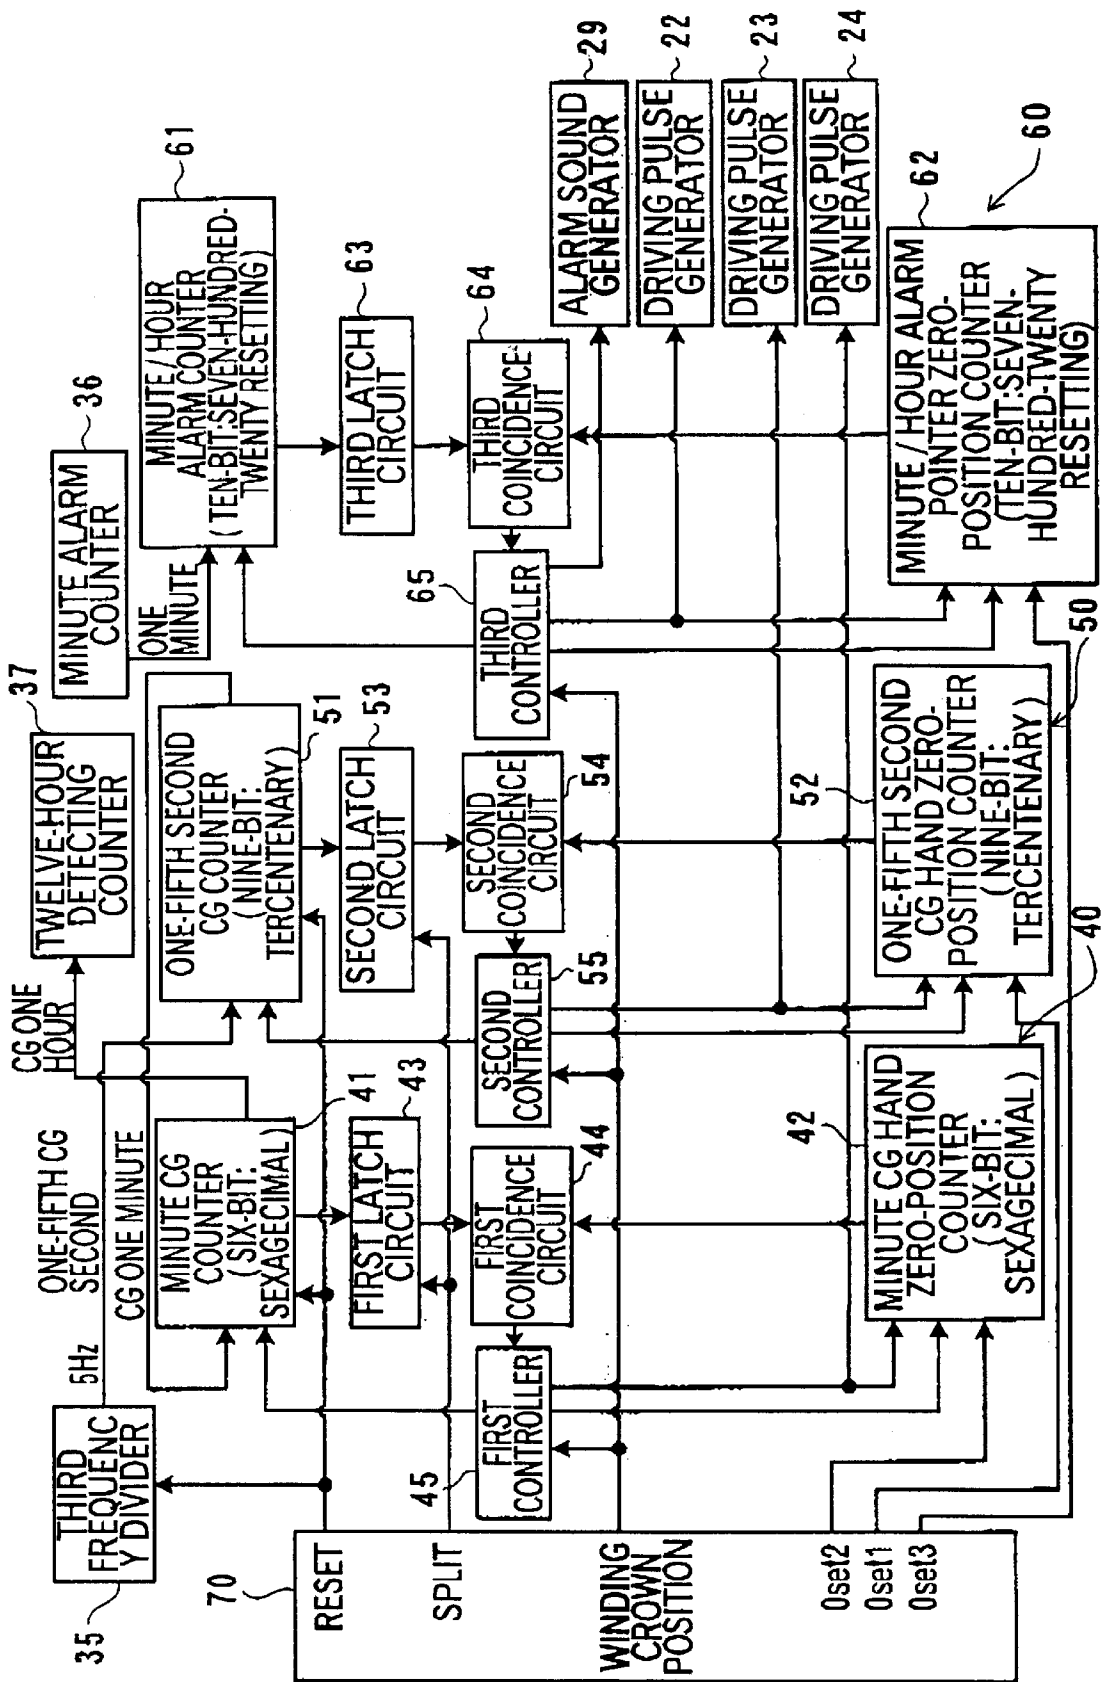 35
THIRD
FREQUENC
Y DIVIDER
5Hz
ONE-FIFTH CG
SECOND
CG ONE MINUTE
CG ONE
HOUR
37
TWELVE-HOUR
DETECTING
COUNTER
36
MINUTE ALARM
COUNTER
ONE
MINUTE
61
MINUTE / HOUR
ALARM COUNTER
(TEN-BIT:SEVEN-HUNDRED-
TWENTY RESETTING)
MINUTE CG
COUNTER
(SIX-BIT:
SEXAGECIMAL)
41
ONE-FIFTH SECOND
CG COUNTER
(NINE-BIT:
TERCENTENARY)
51
70
RESET
SPLIT
WINDING
CROWN
POSITION
0set2
0set1
0set3
FIRST LATCH
CIRCUIT
43
SECOND LATCH
CIRCUIT
53
THIRD LATCH
CIRCUIT
63
45
FIRST
CONTROLLER
FIRST
COINCIDENCE
CIRCUIT
44
SECOND
CONTROLLER
55
SECOND
COINCIDENCE
CIRCUIT
54
65
THIRD
CONTROLLER
THIRD
COINCIDENCE
CIRCUIT
64
ALARM SOUND
GENERATOR
29
DRIVING PULSE
GENERATOR
22
DRIVING PULSE
GENERATOR
23
DRIVING PULSE
GENERATOR
24
42
MINUTE CG HAND
ZERO-POSITION
COUNTER
(SIX-BIT:
SEXAGECIMAL)
40
52
ONE-FIFTH SECOND
CG HAND ZERO-
POSITION COUNTER
(NINE-BIT:
TERCENTENARY)
50
62
MINUTE / HOUR ALARM
POINTER ZERO-
POSITION COUNTER
(TEN-BIT:SEVEN-
HUNDRED-TWENTY
RESETTING)
60